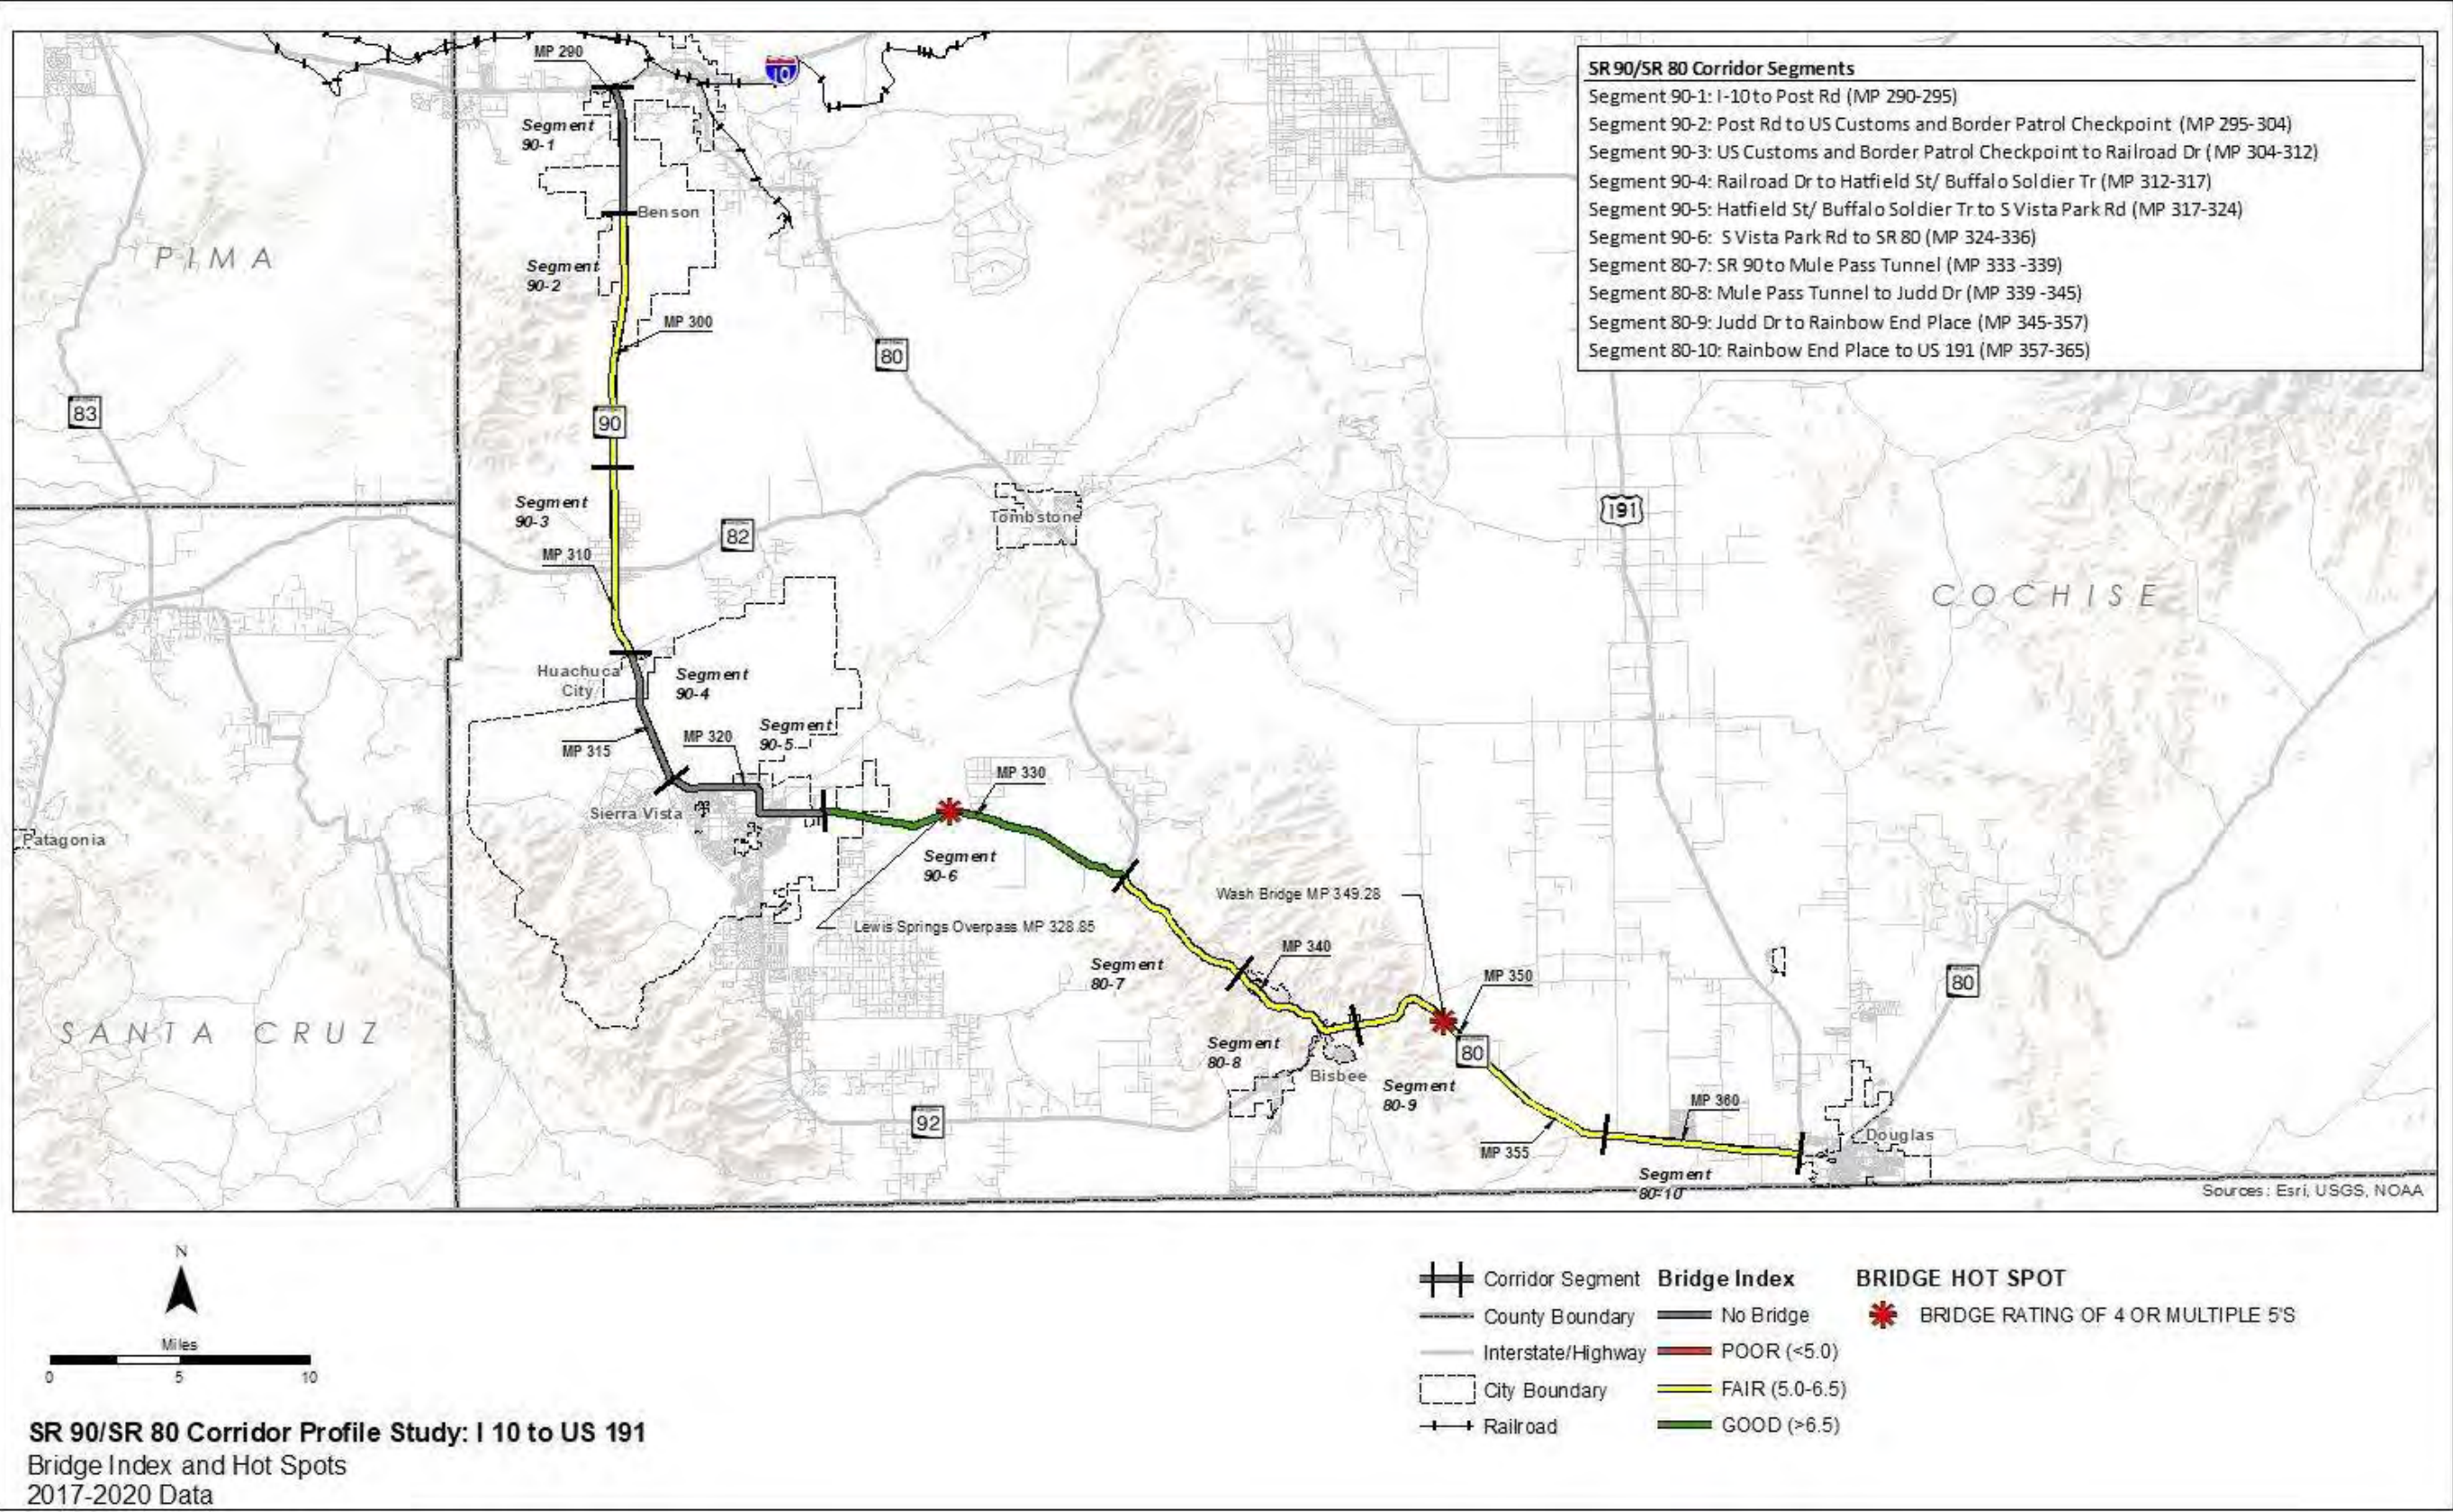 MP 290
10
SR 90/SR 80 Corridor Segments
Segment 90-1: I-10 to Post Rd (MP 290-295)
Segment 90-2: Post Rd to US Customs and Border Patrol Checkpoint (MP 295-304)
Segment 90-3: US Customs and Border Patrol Checkpoint to Railroad Dr (MP 304-312)
Segment 90-4: Railroad Dr to Hatfield St/ Buffalo Soldier Tr (MP 312-317)
Segment 90-5: Hatfield St/ Buffalo Soldier Tr to S Vista Park Rd (MP 317-324)
Segment 90-6: S Vista Park Rd to SR 80 (MP 324-336)
Segment 80-7: SR 90 to Mule Pass Tunnel (MP 333 -339)
Segment 80-8: Mule Pass Tunnel to Judd Dr (MP 339 -345)
Segment 80-9: Judd Dr to Rainbow End Place (MP 345-357)
Segment 80-10: Rainbow End Place to US 191 (MP 357-365)
Segment
90-1
Benson
PIMA
Segment
90-2
MP 300
80
83
90
Segment
90-3
191
Tombstone
82
MP 310
COCHISE
Huachuca
City
Segment
90-4
Segment
90-5
MP 315
MP 320
MP 330
Sierra Vista
Patagonia
Segment
90-6
Wash Bridge MP 349.28
Lewis Springs Overpass MP 328.85
MP 340
Segment
80-7
MP 350
80
SANTA CRUZ
Segment
80-8
80
Bisbee
Segment
80-9
MP 360
92
MP 355
Douglas
Segment
80-10
Sources: Esri, USGS, NOAA
N
Miles
0 5 10
SR 90/SR 80 Corridor Profile Study: I 10 to US 191
Bridge Index and Hot Spots
2017-2020 Data
Corridor Segment
County Boundary
Interstate/Highway
City Boundary
Railroad
Bridge Index
No Bridge
POOR (<5.0)
FAIR (5.0-6.5)
GOOD (>6.5)
BRIDGE HOT SPOT
BRIDGE RATING OF 4 OR MULTIPLE 5'S